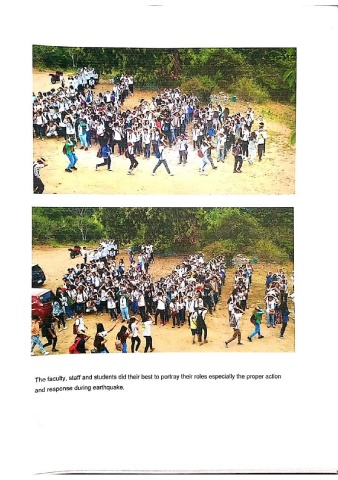 The faculty, staff and students did their best to portray their roles especially the proper action
and response during earthquake.